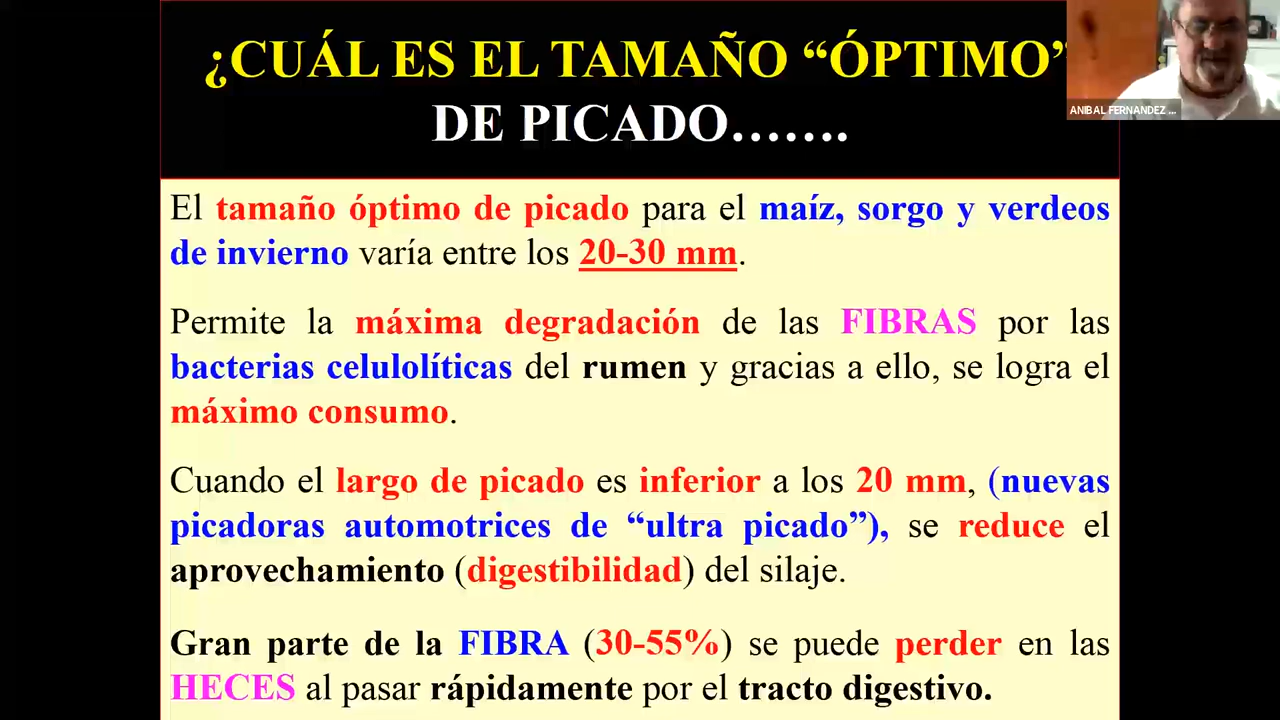 ¿CUÁL ES EL TAMAÑO “ÓPTIMO”
DE PICADO…….
ANIBAL FERNANDEZ ...
El tamaño óptimo de picado para el maíz, sorgo y verdeos
de invierno varía entre los 20-30 mm.
Permite la máxima degradación de las FIBRAS por las
bacterias celulolíticas del rumen y gracias a ello, se logra el
máximo consumo.
Cuando el largo de picado es inferior a los 20 mm, (nuevas
picadoras automotrices de “ultra picado”), se reduce el
aprovechamiento (digestibilidad) del silaje.
Gran parte de la FIBRA (30-55%) se puede perder en las
HECES al pasar rápidamente por el tracto digestivo.